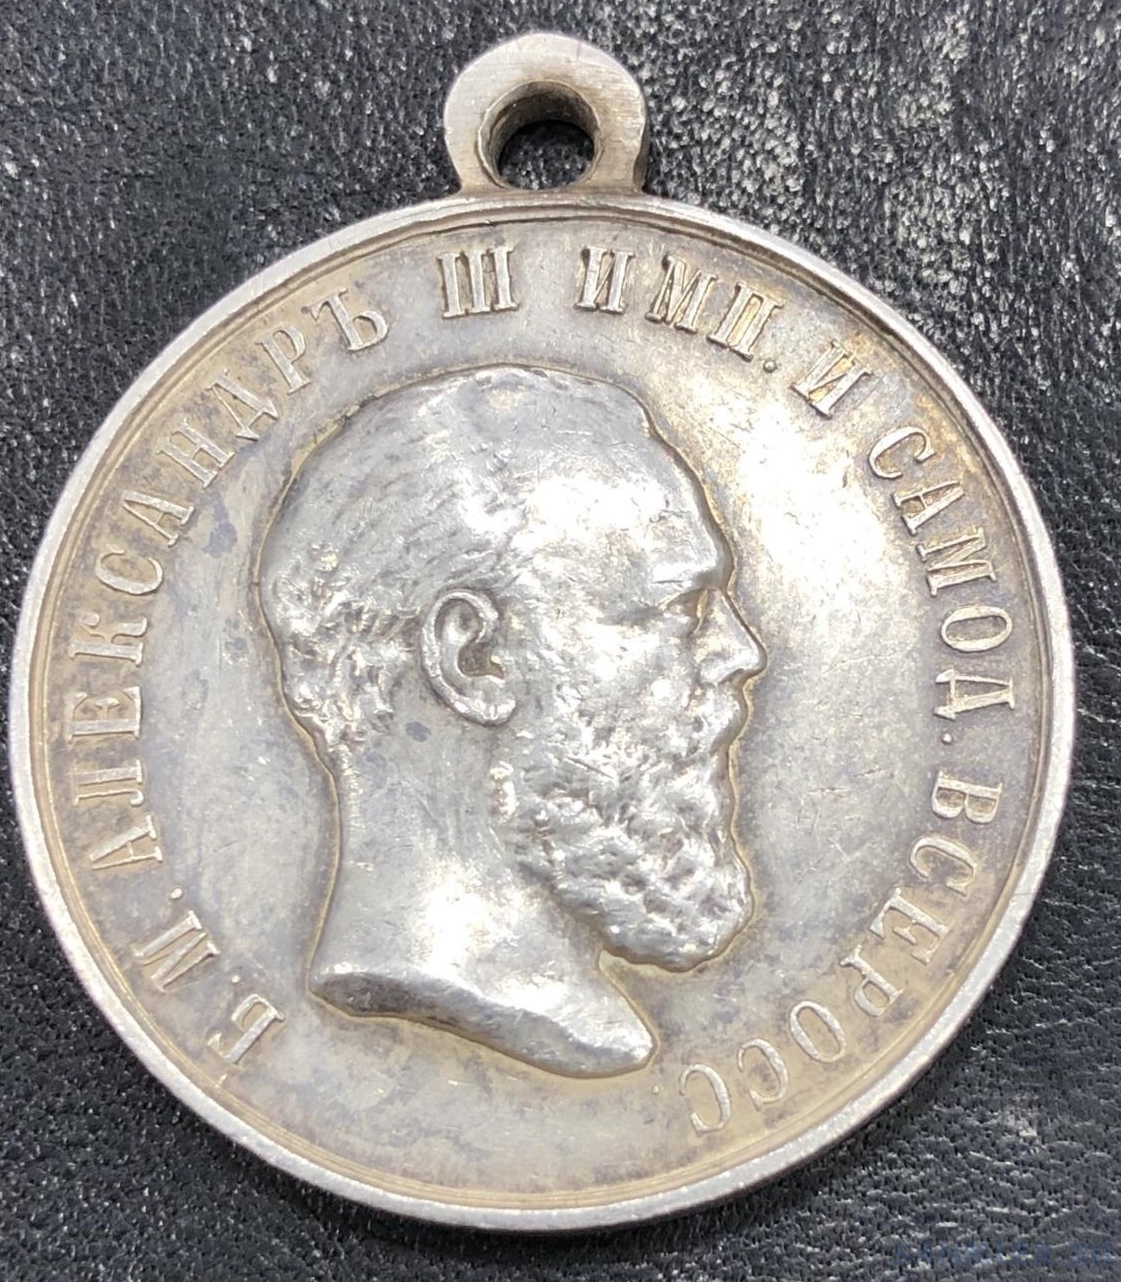 Б. М. АЛЕКСАНДРЪ III ИМП. И САМОД. ВСЕРОСС